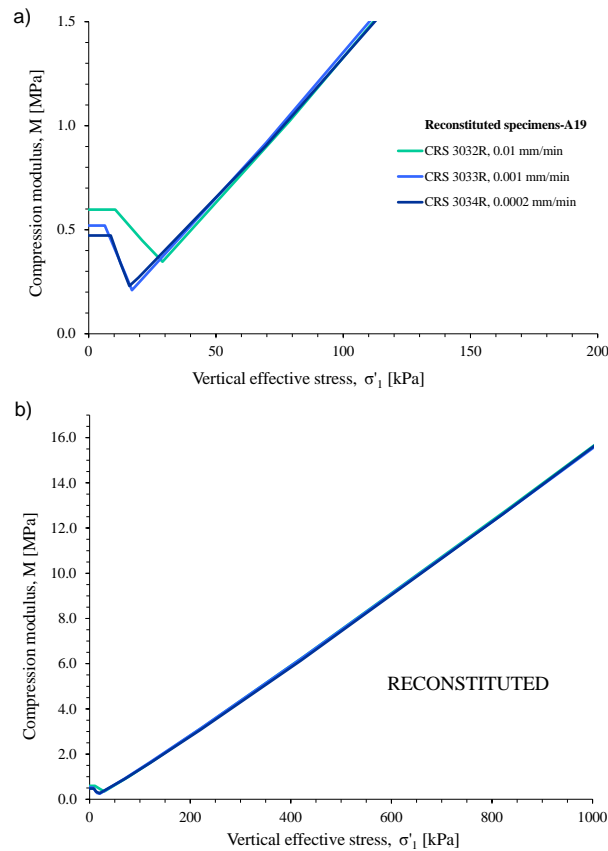 a)
1.5
1.0
0.5
0.0
Compression modulus, M [MPa]
Reconstituted specimens-A19
CRS 3032R, 0.01 mm/min
CRS 3033R, 0.001 mm/min
CRS 3034R, 0.0002 mm/min
0 50 100 150 200
Vertical effective stress, σ'1 [kPa]
b)
16.0
14.0
12.0
10.0
8.0
6.0
4.0
2.0
0.0
Compression modulus, M [MPa]
RECONSTITUTED
0 200 400 600 800 1000
Vertical effective stress, σ'1 [kPa]